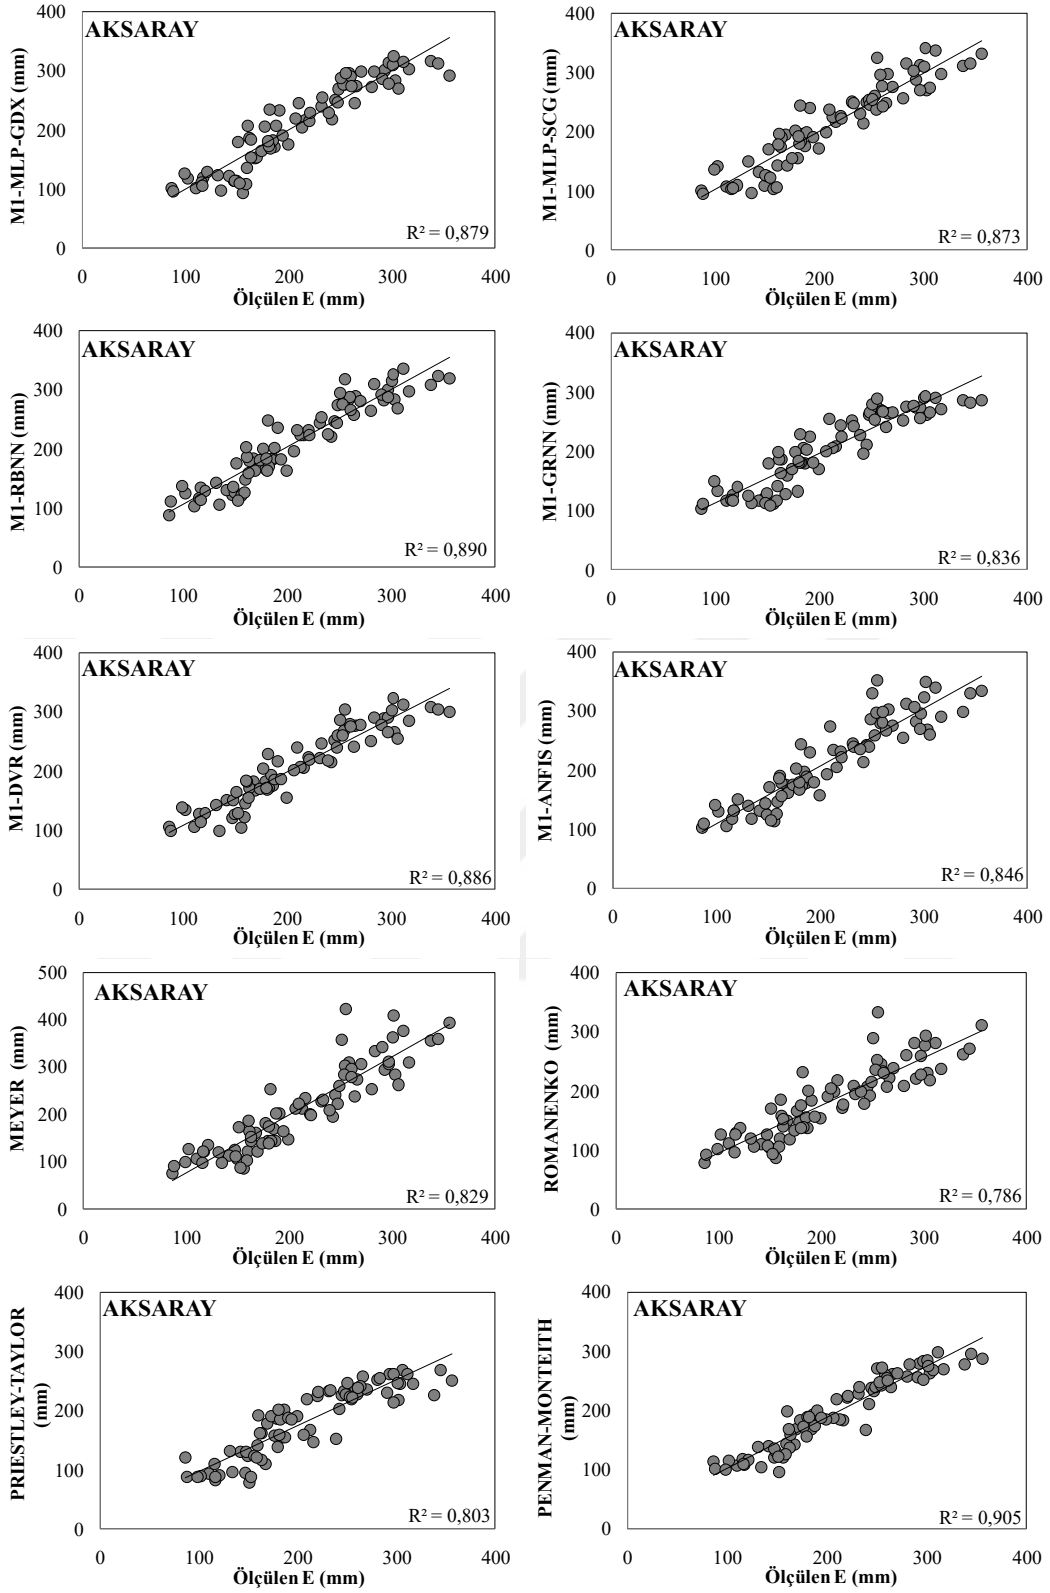 AKSARAY
M1-MLP-GDX (mm)
400
300
200
100
0
R² = 0,879
0 100 200 300 400
Ölçülen E (mm)
AKSARAY
M1-MLP-SCG (mm)
400
300
200
100
0
R² = 0,873
0 100 200 300 400
Ölçülen E (mm)
AKSARAY
M1-RBNN (mm)
400
300
200
100
0
R² = 0,890
0 100 200 300 400
Ölçülen E (mm)
AKSARAY
M1-GRNN (mm)
400
300
200
100
0
R² = 0,836
0 100 200 300 400
Ölçülen E (mm)
AKSARAY
M1-DVR (mm)
400
300
200
100
0
R² = 0,886
0 100 200 300 400
Ölçülen E (mm)
AKSARAY
M1-ANFIS (mm)
400
300
200
100
0
R² = 0,846
0 100 200 300 400
Ölçülen E (mm)
AKSARAY
MEYER (mm)
500
400
300
200
100
0
R² = 0,829
0 100 200 300 400
Ölçülen E (mm)
AKSARAY
ROMANENKO (mm)
400
300
200
100
0
R² = 0,786
0 100 200 300 400
Ölçülen E (mm)
AKSARAY
PRIESTLEY-TAYLOR
(mm)
400
300
200
100
0
R² = 0,803
0 100 200 300 400
Ölçülen E (mm)
AKSARAY
PENMAN-MONTEITH
(mm)
400
300
200
100
0
R² = 0,905
0 100 200 300 400
Ölçülen E (mm)